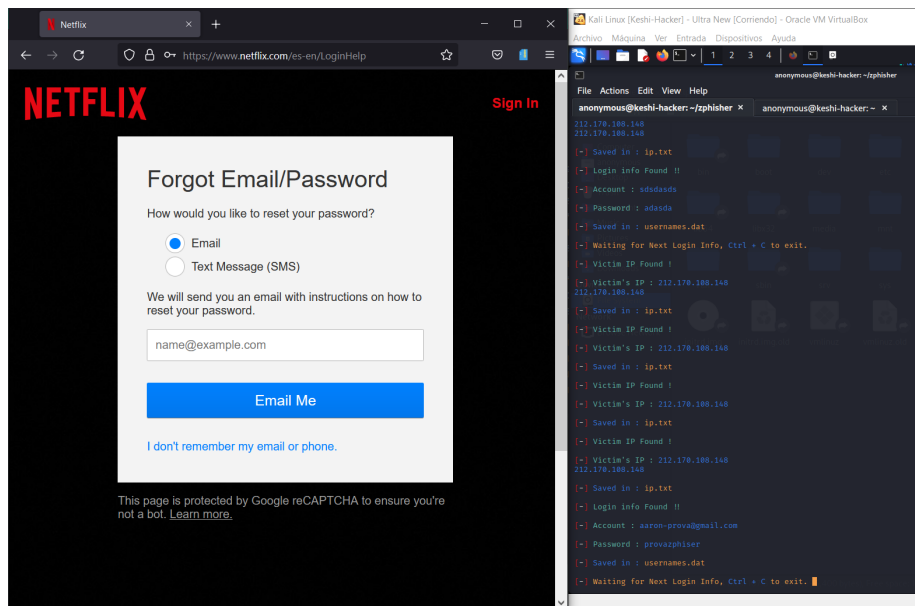 Netflix
https://www.netflix.com/es-en/LoginHelp
NETFLIX
Sign In
Forgot Email/Password
How would you like to reset your password?
Email
Text Message (SMS)
We will send you an email with instructions on how to
reset your password.
name@example.com
Email Me
I don't remember my email or phone.
This page is protected by Google reCAPTCHA to ensure you're
not a bot. Learn more.
Kali Linux [Keshi-Hacker] - Ultra New [Corriendo] - Oracle VM VirtualBox
Archivo Máquina Ver Entrada Dispositivos Ayuda
1 2 3 4
anonymous@keshi-hacker: ~/zphisher
File Actions Edit View Help
anonymous@keshi-hacker: ~/zphisher × anonymous@keshi-hacker: ~ ×
212.170.108.148
212.170.108.148
[-] Saved in : ip.txt
[-] Login info Found !!
[-] Account : sdsdasds
[-] Password : adasda
[-] Saved in : usernames.dat
[-] Waiting for Next Login Info, Ctrl + C to exit.
[-] Victim IP Found !
[-] Victim's IP : 212.170.108.148
212.170.108.148
[-] Saved in : ip.txt
[-] Victim IP Found !
[-] Victim's IP : 212.170.108.148
[-] Saved in : ip.txt
[-] Victim IP Found !
[-] Victim's IP : 212.170.108.148
[-] Saved in : ip.txt
[-] Victim IP Found !
[-] Victim's IP : 212.170.108.148
212.170.108.148
[-] Saved in : ip.txt
[-] Login info Found !!
[-] Account : aaron-prova@gmail.com
[-] Password : provazphiser
[-] Saved in : usernames.dat
[-] Waiting for Next Login Info, Ctrl + C to exit.